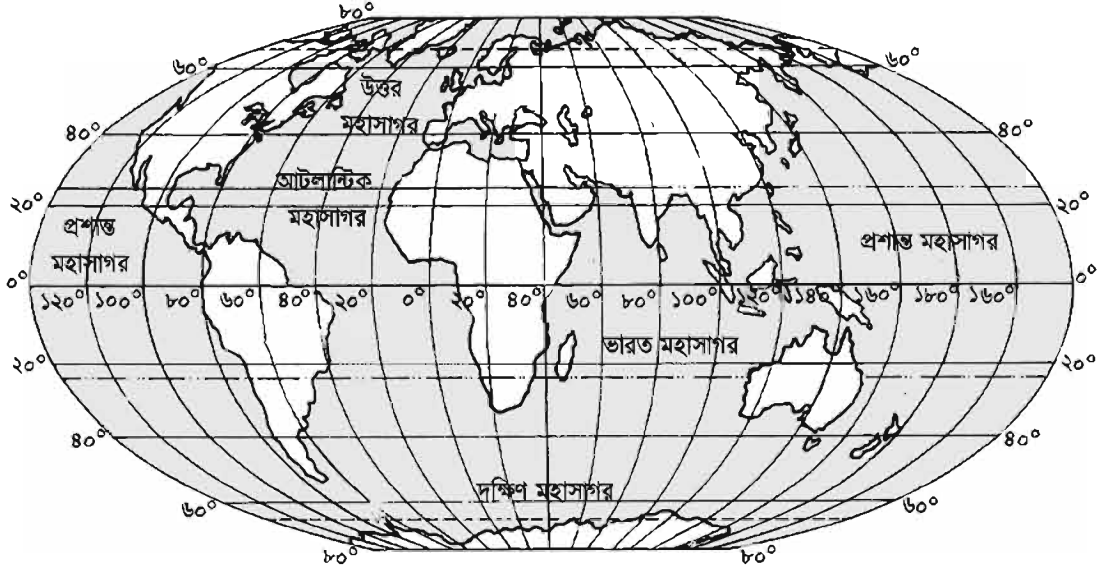 ৮০°
৬০° ৬০°
উত্তর
মহাসাগর
৪০° ৪০°
আটলান্টিক
মহাসাগর
২০° ২০°
প্রশান্ত
মহাসাগর
প্রশান্ত মহাসাগর
০° ১২০° ১০০° ৮০° ৬০° ৪০° ২০° ০° ২০° ৪০° ৬০° ৮০° ১০০° ১২০° ১৪০° ১৬০° ১৮০° ১৬০° ০°
ভারত মহাসাগর
২০° ২০°
৪০° ৪০°
দক্ষিণ মহাসাগর
৬০° ৬০°
৮০° ৮০°